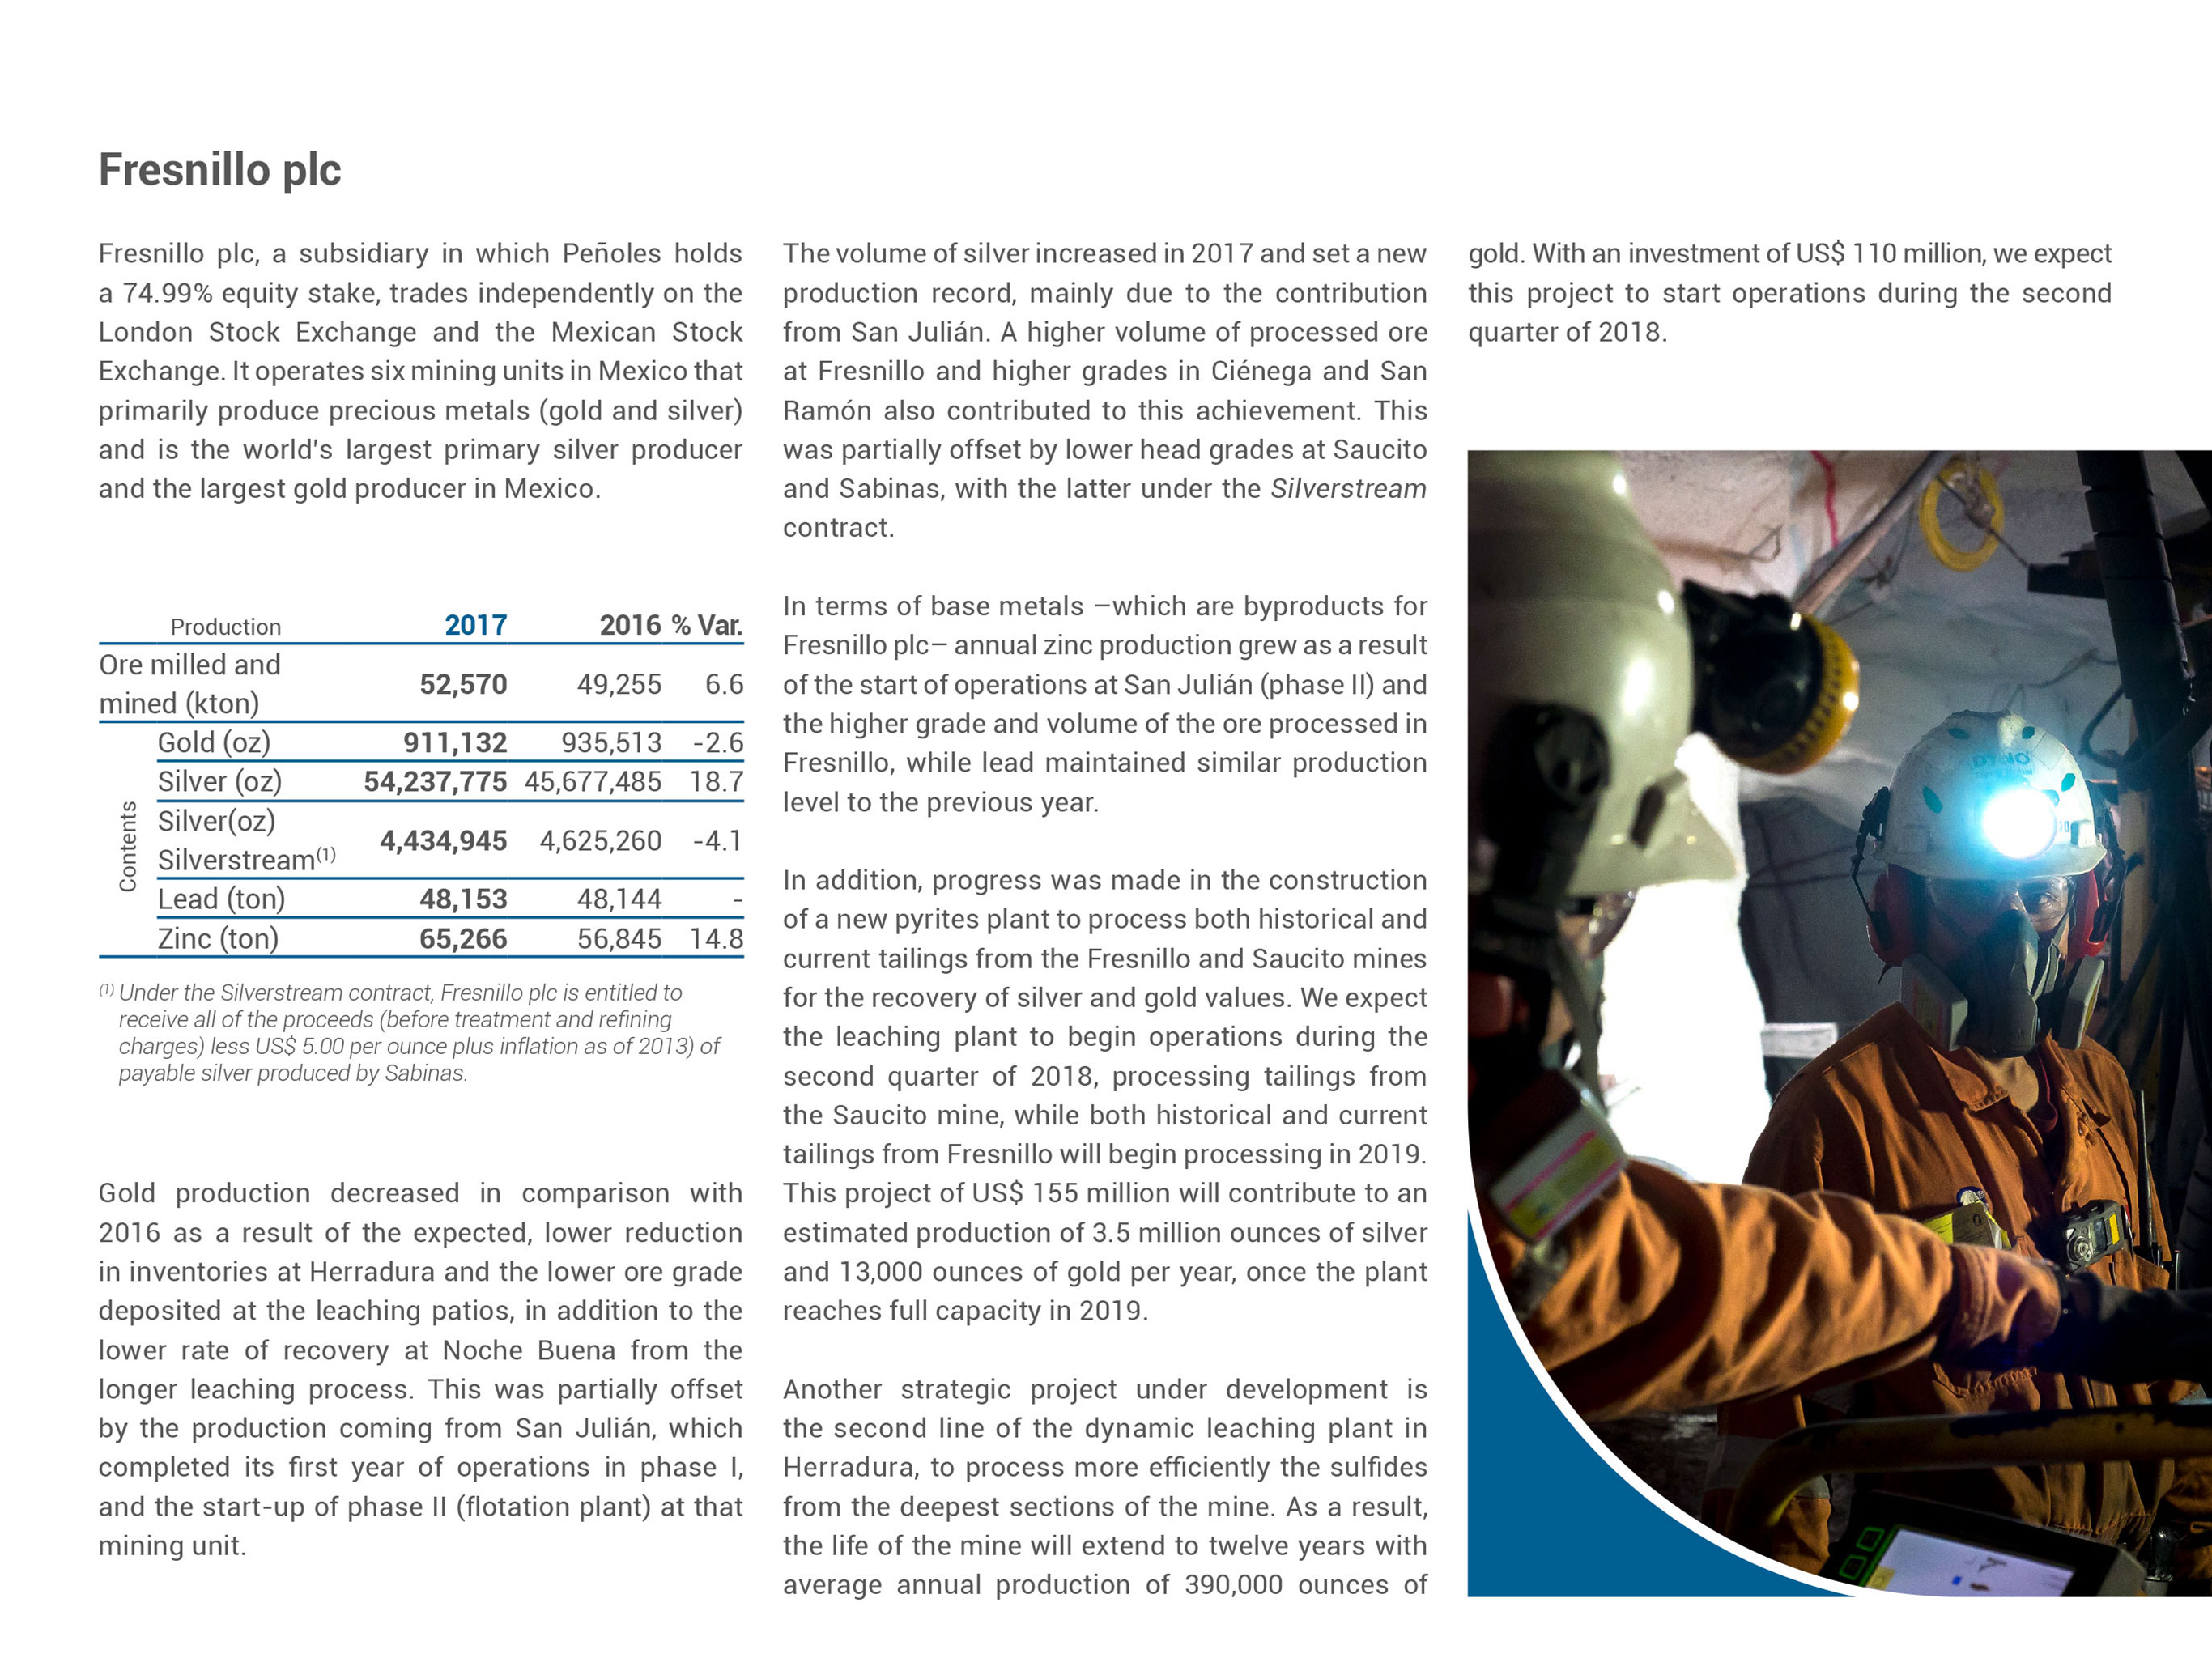 Fresnillo plc
Fresnillo plc, a subsidiary in which Peñoles holds
a 74.99% equity stake, trades independently on the
London Stock Exchange and the Mexican Stock
Exchange. It operates six mining units in Mexico that
primarily produce precious metals (gold and silver)
and is the world's largest primary silver producer
and the largest gold producer in Mexico.
Production 2017 2016 % Var.
Ore milled and
mined (kton) 52,570 49,255 6.6
Contents
Gold (oz) 911,132 935,513 -2.6
Silver (oz) 54,237,775 45,677,485 18.7
Silver(oz)
Silverstream(1) 4,434,945 4,625,260 -4.1
Lead (ton) 48,153 48,144 -
Zinc (ton) 65,266 56,845 14.8
(1) Under the Silverstream contract, Fresnillo plc is entitled to
receive all of the proceeds (before treatment and refining
charges) less US$ 5.00 per ounce plus inflation as of 2013) of
payable silver produced by Sabinas.
Gold production decreased in comparison with
2016 as a result of the expected, lower reduction
in inventories at Herradura and the lower ore grade
deposited at the leaching patios, in addition to the
lower rate of recovery at Noche Buena from the
longer leaching process. This was partially offset
by the production coming from San Julián, which
completed its first year of operations in phase I,
and the start-up of phase II (flotation plant) at that
mining unit.
The volume of silver increased in 2017 and set a new
production record, mainly due to the contribution
from San Julián. A higher volume of processed ore
at Fresnillo and higher grades in Ciénega and San
Ramón also contributed to this achievement. This
was partially offset by lower head grades at Saucito
and Sabinas, with the latter under the Silverstream
contract.
In terms of base metals –which are byproducts for
Fresnillo plc– annual zinc production grew as a result
of the start of operations at San Julián (phase II) and
the higher grade and volume of the ore processed in
Fresnillo, while lead maintained similar production
level to the previous year.
In addition, progress was made in the construction
of a new pyrites plant to process both historical and
current tailings from the Fresnillo and Saucito mines
for the recovery of silver and gold values. We expect
the leaching plant to begin operations during the
second quarter of 2018, processing tailings from
the Saucito mine, while both historical and current
tailings from Fresnillo will begin processing in 2019.
This project of US$ 155 million will contribute to an
estimated production of 3.5 million ounces of silver
and 13,000 ounces of gold per year, once the plant
reaches full capacity in 2019.
Another strategic project under development is
the second line of the dynamic leaching plant in
Herradura, to process more efficiently the sulfides
from the deepest sections of the mine. As a result,
the life of the mine will extend to twelve years with
average annual production of 390,000 ounces of
gold. With an investment of US$ 110 million, we expect
this project to start operations during the second
quarter of 2018.